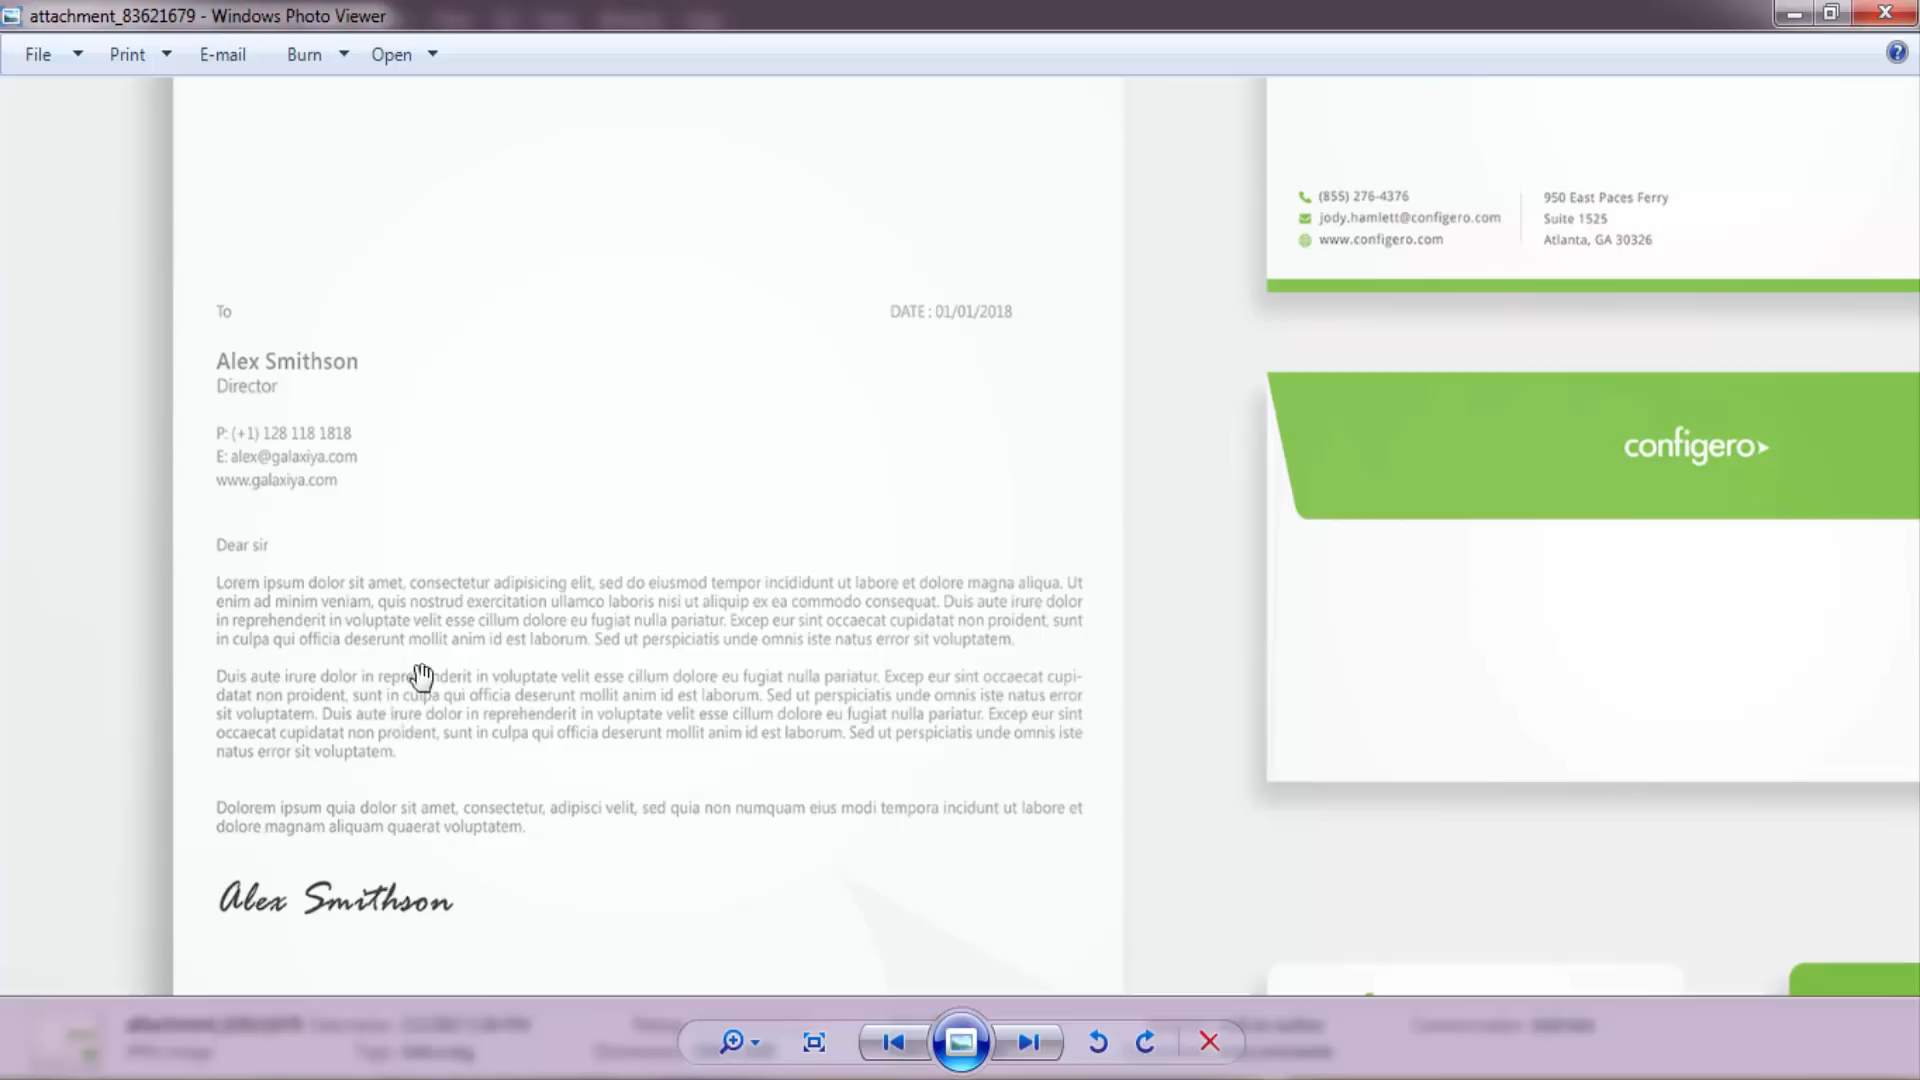 attachment_83621679 - Windows Photo Viewer
File Print E-mail Burn Open
(855) 276-4376
jody.hamlett@configero.com
www.configero.com
950 East Paces Ferry
Suite 1525
Atlanta, GA 30326
To
DATE : 01/01/2018
Alex Smithson
Director
P: (+1) 128 118 1818
E: alex@galaxiya.com
www.galaxiya.com
configero
Dear sir
Lorem ipsum dolor sit amet, consectetur adipisicing elit, sed do eiusmod tempor incididunt ut labore et dolore magna aliqua. Ut
enim ad minim veniam, quis nostrud exercitation ullamco laboris nisi ut aliquip ex ea commodo consequat. Duis aute irure dolor
in reprehenderit in voluptate velit esse cillum dolore eu fugiat nulla pariatur. Excep eur sint occaecat cupidatat non proident, sunt
in culpa qui officia deserunt mollit anim id est laborum. Sed ut perspiciatis unde omnis iste natus error sit voluptatem.
Duis aute irure dolor in reprehenderit in voluptate velit esse cillum dolore eu fugiat nulla pariatur. Excep eur sint occaecat cupi-
datat non proident, sunt in culpa qui officia deserunt mollit anim id est laborum. Sed ut perspiciatis unde omnis iste natus error
sit voluptatem. Duis aute irure dolor in reprehenderit in voluptate velit esse cillum dolore eu fugiat nulla pariatur. Excep eur sint
occaecat cupidatat non proident, sunt in culpa qui officia deserunt mollit anim id est laborum. Sed ut perspiciatis unde omnis iste
natus error sit voluptatem.
Dolorem ipsum quia dolor sit amet, consectetur, adipisci velit, sed quia non numquam eius modi tempora incidunt ut labore et
dolore magnam aliquam quaerat voluptatem.
Alex Smithson